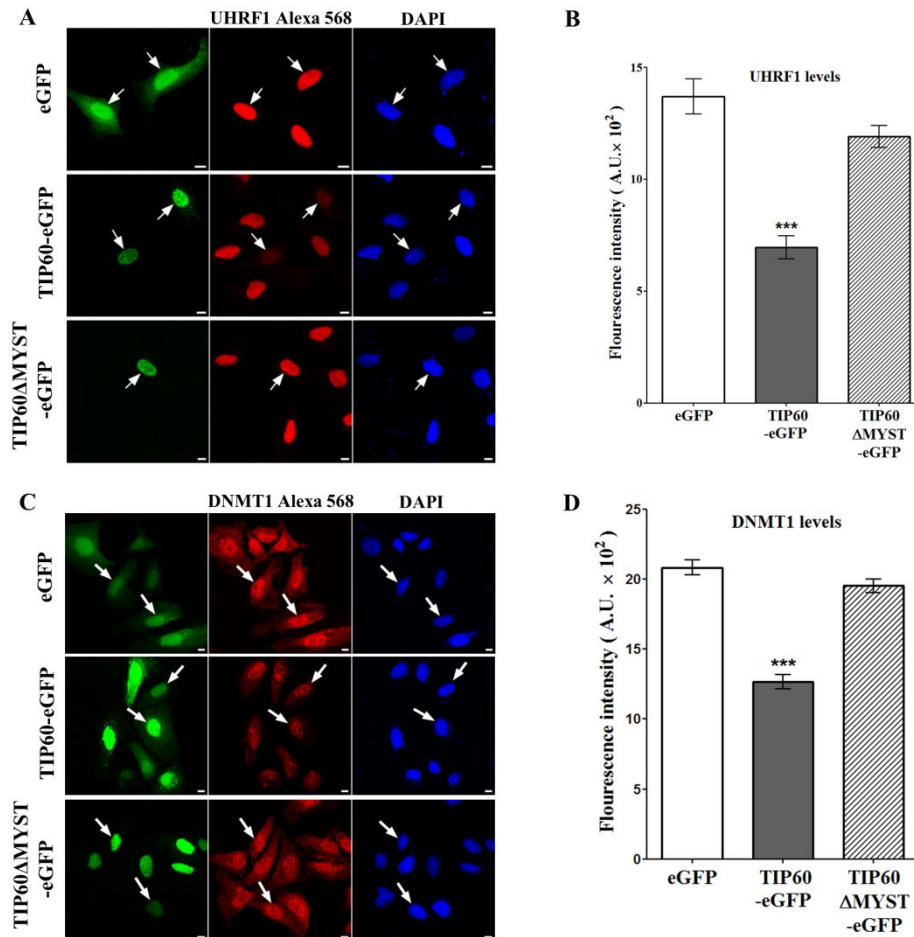 A
UHRF1 Alexa 568
DAPI
eGFP
TIP60-eGFP
TIP60ΔMYST
-eGFP
B
UHRF1 levels
Flourescence intensity ( A.U.× 10²)
15
10
5
0
***
eGFP
TIP60
-eGFP
TIP60
ΔMYST
-eGFP
C
DNMT1 Alexa 568
DAPI
eGFP
TIP60-eGFP
TIP60ΔMYST
-eGFP
D
DNMT1 levels
Flourescence intensity ( A.U. × 10²)
25
20
15
10
5
0
***
eGFP
TIP60
-eGFP
TIP60
ΔMYST
-eGFP